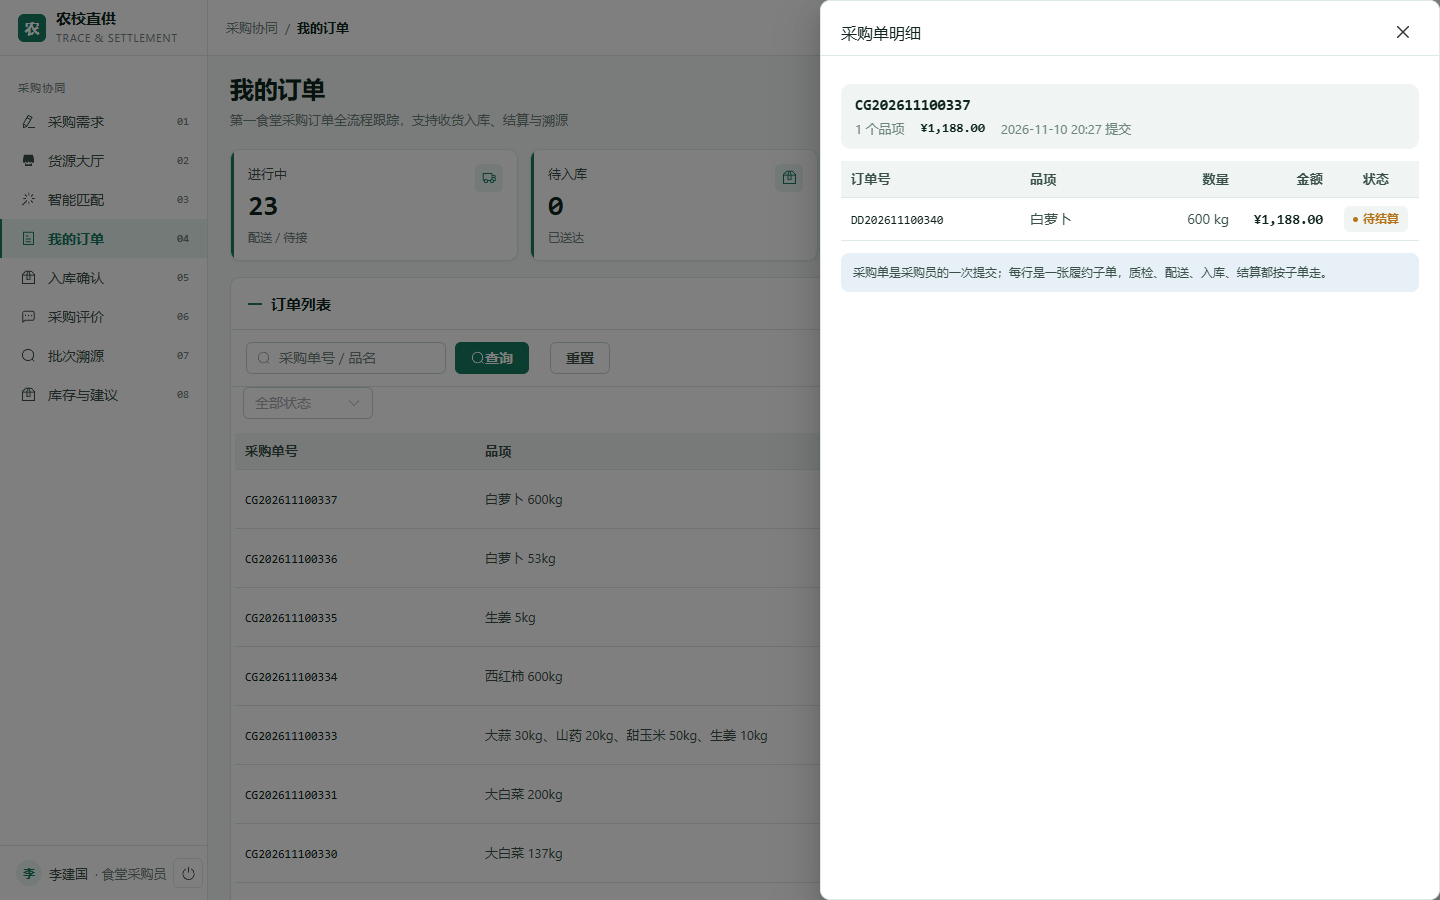 农 农校直供
TRACE & SETTLEMENT
采购协同
采购需求 01
货源大厅 02
智能匹配 03
我的订单 04
入库确认 05
采购评价 06
批次溯源 07
库存与建议 08
李 李建国 · 食堂采购员
采购协同 / 我的订单
我的订单
第一食堂采购订单全流程跟踪，支持收货入库、结算与溯源
进行中
23
配送 / 待接
待入库
0
已送达
订单列表
采购单号 / 品名 查询 重置
全部状态
采购单号 品项
CG202611100337 白萝卜 600kg
CG202611100336 白萝卜 53kg
CG202611100335 生姜 5kg
CG202611100334 西红柿 600kg
CG202611100333 大蒜 30kg、山药 20kg、甜玉米 50kg、生姜 10kg
CG202611100331 大白菜 200kg
CG202611100330 大白菜 137kg
采购单明细
CG202611100337
1 个品项 ¥1,188.00 2026-11-10 20:27 提交
订单号 品项 数量 金额 状态
DD202611100340 白萝卜 600 kg ¥1,188.00 待结算
采购单是采购员的一次提交；每行是一张履约子单，质检、配送、入库、结算都按子单走。